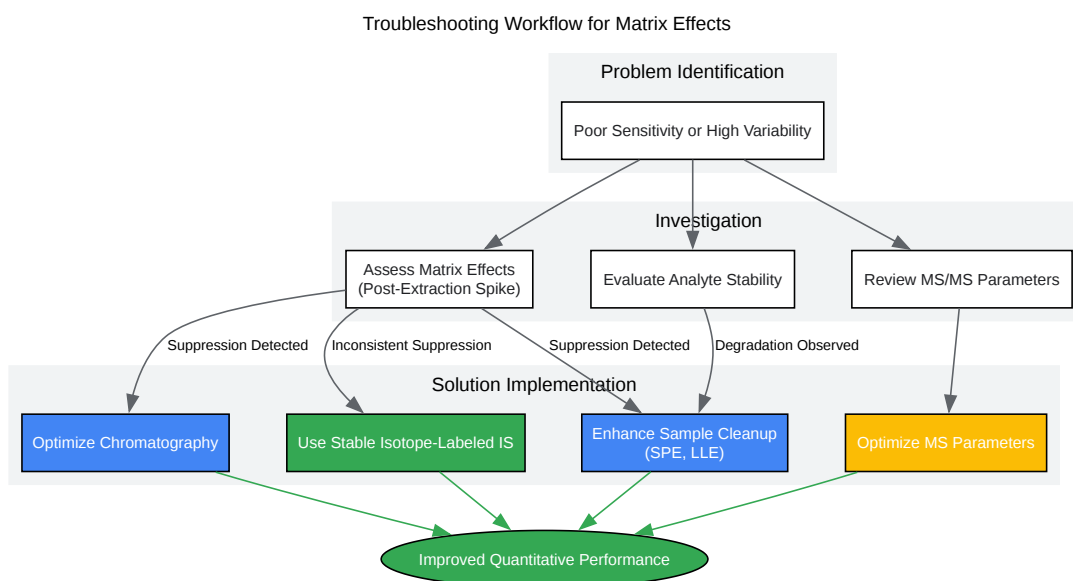 Troubleshooting Workflow for Matrix Effects
Problem Identification
Poor Sensitivity or High Variability
Investigation
Assess Matrix Effects
(Post-Extraction Spike)
Evaluate Analyte Stability
Review MS/MS Parameters
Suppression Detected
Inconsistent Suppression
Suppression Detected
Degradation Observed
Solution Implementation
Optimize Chromatography
Use Stable Isotope-Labeled IS
Enhance Sample Cleanup
(SPE, LLE)
Optimize MS Parameters
Improved Quantitative Performance